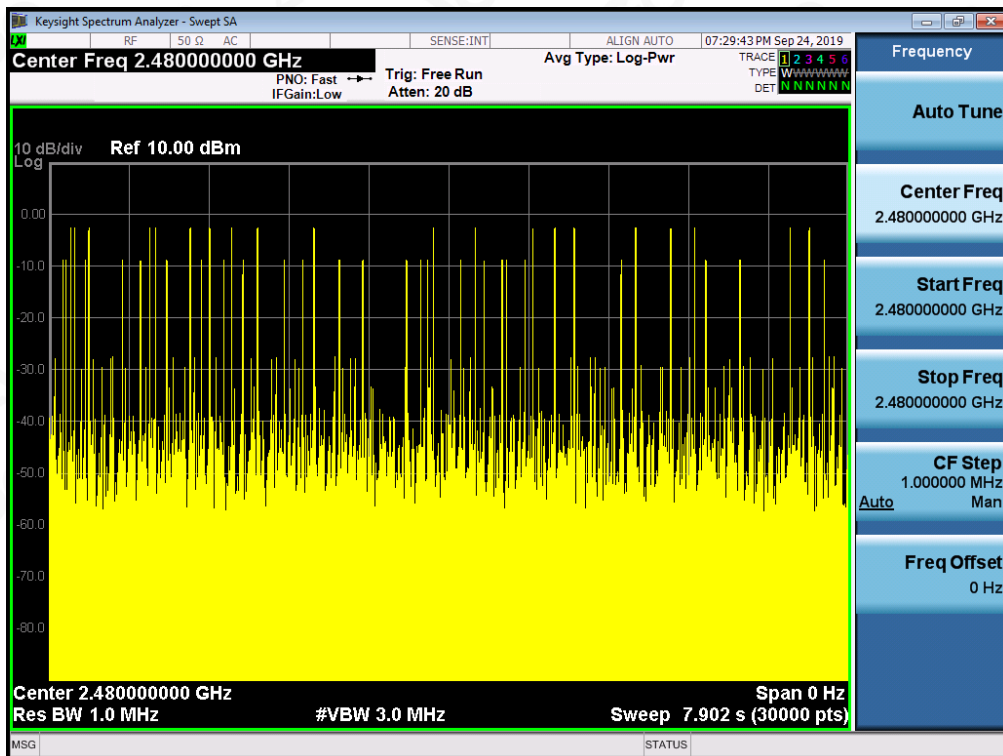 Keysight Spectrum Analyzer - Swept SA
LXI RF 50 Ω AC SENSE:INT ALIGN AUTO 07:29:43 PM Sep 24, 2019
Center Freq 2.480000000 GHz
PNO: Fast
IFGain:Low
Trig: Free Run
Atten: 20 dB
Avg Type: Log-Pwr
TRACE 1 2 3 4 5 6
TYPE WWWWWW
DET N N N N N N
10 dB/div Ref 10.00 dBm
Log
0.00
-10.0
-20.0
-30.0
-40.0
-50.0
-60.0
-70.0
-80.0
Center 2.480000000 GHz Span 0 Hz
Res BW 1.0 MHz #VBW 3.0 MHz Sweep 7.902 s (30000 pts)
MSG STATUS
Frequency
Auto Tune
Center Freq
2.480000000 GHz
Start Freq
2.480000000 GHz
Stop Freq
2.480000000 GHz
CF Step
1.000000 MHz
Auto Man
Freq Offset
0 Hz